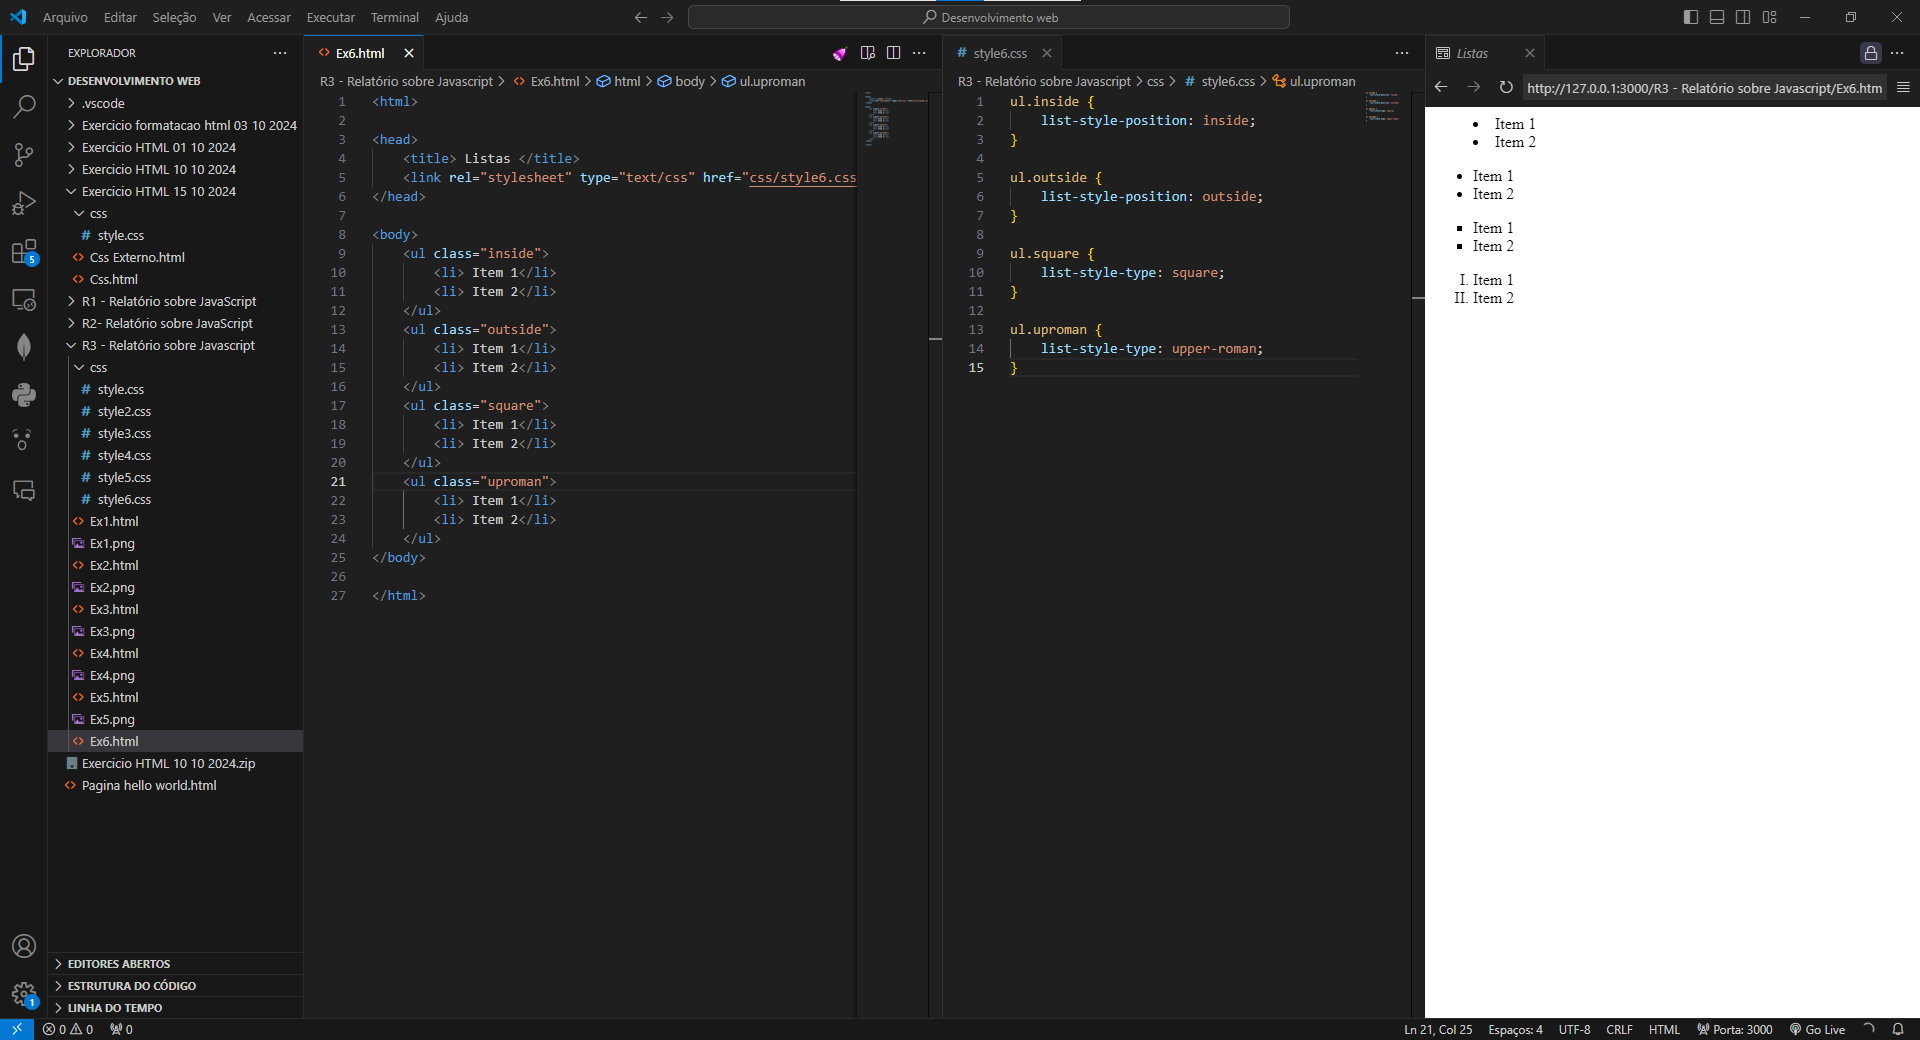 Arquivo Editar Seleção Ver Acessar Executar Terminal Ajuda
Desenvolvimento web
EXPLORADOR
DESENVOLVIMENTO WEB
.vscode
Exercicio formatacao html 03 10 2024
Exercicio HTML 01 10 2024
Exercicio HTML 10 10 2024
Exercicio HTML 15 10 2024
css
# style.css
<> Css Externo.html
<> Css.html
R1 - Relatório sobre JavaScript
R2- Relatório sobre JavaScript
R3 - Relatório sobre Javascript
css
# style.css
# style2.css
# style3.css
# style4.css
# style5.css
# style6.css
<> Ex1.html
Ex1.png
<> Ex2.html
Ex2.png
<> Ex3.html
Ex3.png
<> Ex4.html
Ex4.png
<> Ex5.html
Ex5.png
<> Ex6.html
Exercicio HTML 10 10 2024.zip
<> Pagina hello world.html
EDITORES ABERTOS
ESTRUTURA DO CÓDIGO
LINHA DO TEMPO
5
1
<> Ex6.html
R3 - Relatório sobre Javascript > <> Ex6.html > html > body > ul.uproman
1 <html>
2
3 <head>
4 <title> Listas </title>
5 <link rel="stylesheet" type="text/css" href="css/style6.css
6 </head>
7
8 <body>
9 <ul class="inside">
10 <li> Item 1</li>
11 <li> Item 2</li>
12 </ul>
13 <ul class="outside">
14 <li> Item 1</li>
15 <li> Item 2</li>
16 </ul>
17 <ul class="square">
18 <li> Item 1</li>
19 <li> Item 2</li>
20 </ul>
21 <ul class="uproman">
22 <li> Item 1</li>
23 <li> Item 2</li>
24 </ul>
25 </body>
26
27 </html>
# style6.css
R3 - Relatório sobre Javascript > css > # style6.css > ul.uproman
1 ul.inside {
2 list-style-position: inside;
3 }
4
5 ul.outside {
6 list-style-position: outside;
7 }
8
9 ul.square {
10 list-style-type: square;
11 }
12
13 ul.uproman {
14 list-style-type: upper-roman;
15 }
Listas
http://127.0.0.1:3000/R3 - Relatório sobre Javascript/Ex6.htm
• Item 1
• Item 2
• Item 1
• Item 2
▪ Item 1
▪ Item 2
I. Item 1
II. Item 2
0 0 0
Ln 21, Col 25 Espaços: 4 UTF-8 CRLF HTML Porta: 3000 Go Live